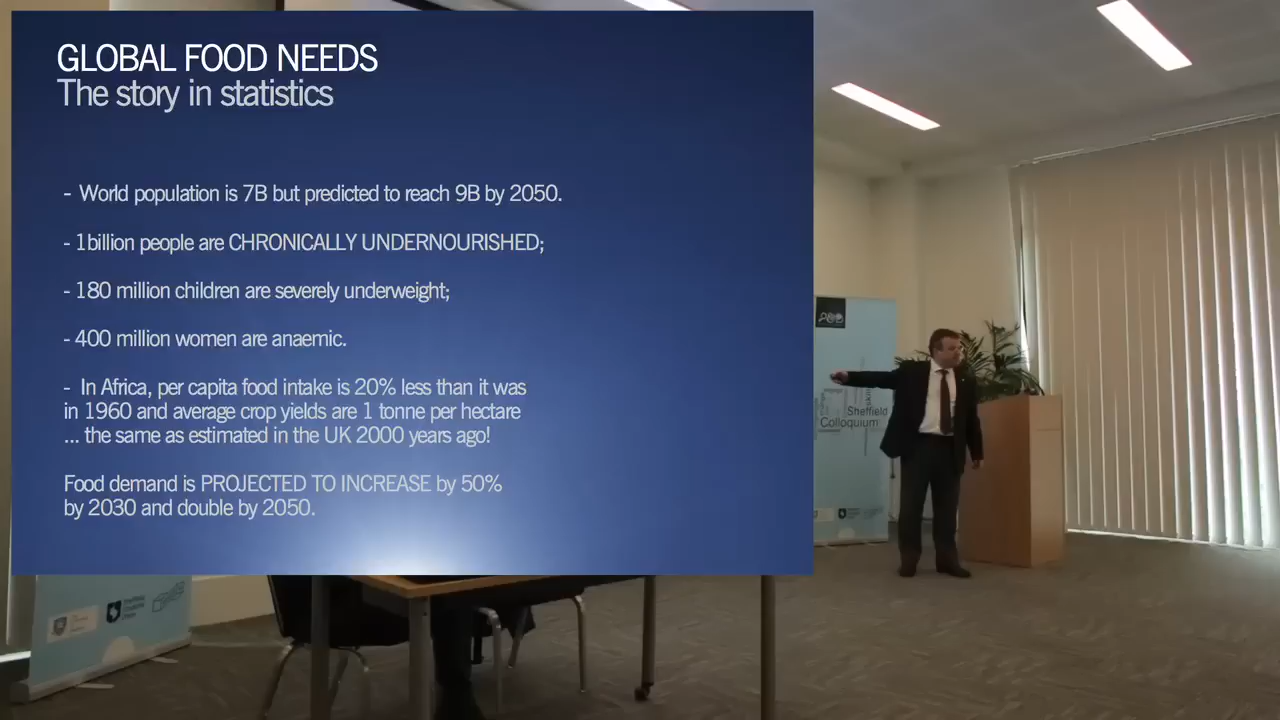 GLOBAL FOOD NEEDS
The story in statistics
- World population is 7B but predicted to reach 9B by 2050.
- 1billion people are CHRONICALLY UNDERNOURISHED;
- 180 million children are severely underweight;
- 400 million women are anaemic.
- In Africa, per capita food intake is 20% less than it was
in 1960 and average crop yields are 1 tonne per hectare
... the same as estimated in the UK 2000 years ago!
Food demand is PROJECTED TO INCREASE by 50%
by 2030 and double by 2050.
Sheffield
Colloquium